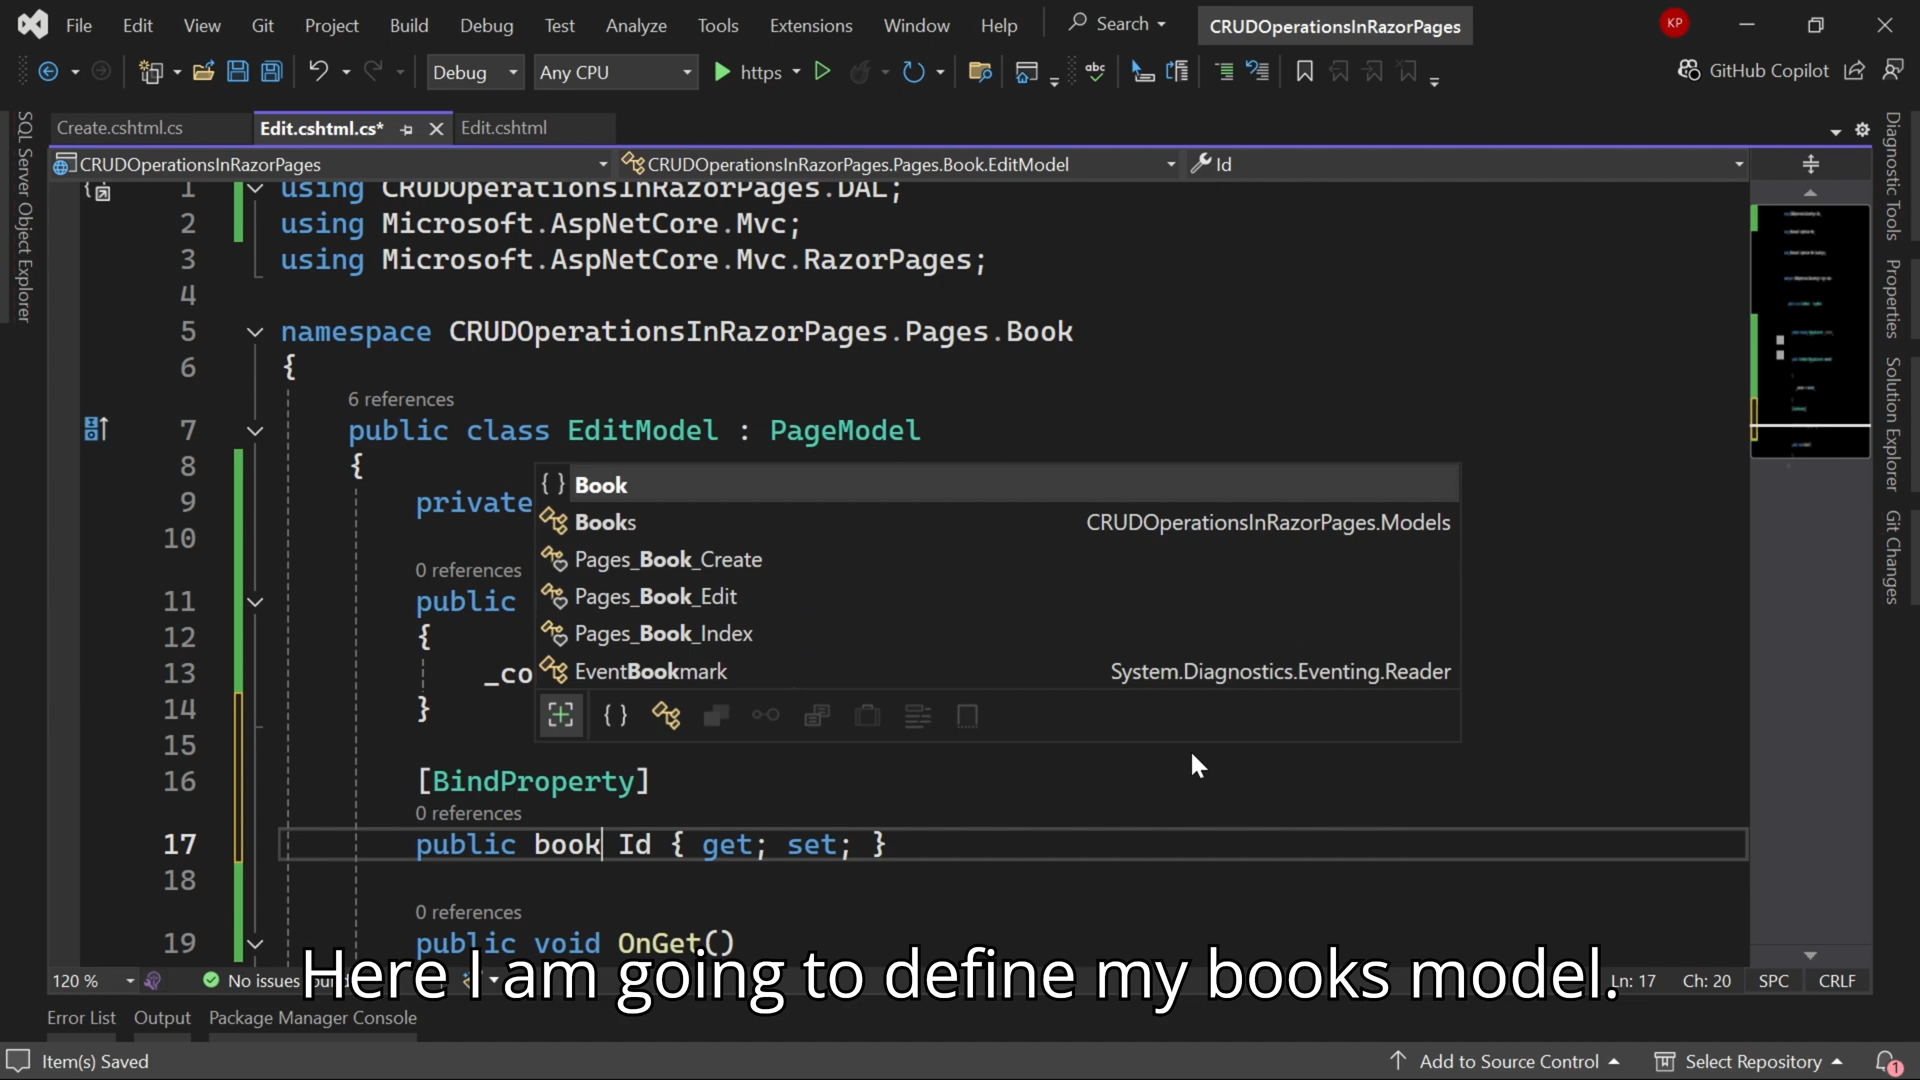 File Edit View Git Project Build Debug Test Analyze Tools Extensions Window Help Search CRUDOperationsInRazorPages KP
Debug Any CPU https GitHub Copilot
Create.cshtml.cs Edit.cshtml.cs* Edit.cshtml
CRUDOperationsInRazorPages CRUDOperationsInRazorPages.Pages.Book.EditModel Id
SQL Server Object Explorer
1 using CRUDOperationsInRazorPages.DAL;
2 using Microsoft.AspNetCore.Mvc;
3 using Microsoft.AspNetCore.Mvc.RazorPages;
4
5 namespace CRUDOperationsInRazorPages.Pages.Book
6 {
6 references
7 public class EditModel : PageModel
8 {
9 private
10
0 references
11 public
12 {
13 _co
14 }
15
16 [BindProperty]
0 references
17 public book Id { get; set; }
18
0 references
19 public void OnGet()
{ } Book
Books CRUDOperationsInRazorPages.Models
Pages_Book_Create
Pages_Book_Edit
Pages_Book_Index
EventBookmark System.Diagnostics.Eventing.Reader
{ }
Diagnostic Tools
Properties
Solution Explorer
Git Changes
Here I am going to define my books model.
120 % No issues Ln: 17 Ch: 20 SPC CRLF
Error List Output Package Manager Console
Item(s) Saved Add to Source Control Select Repository 1